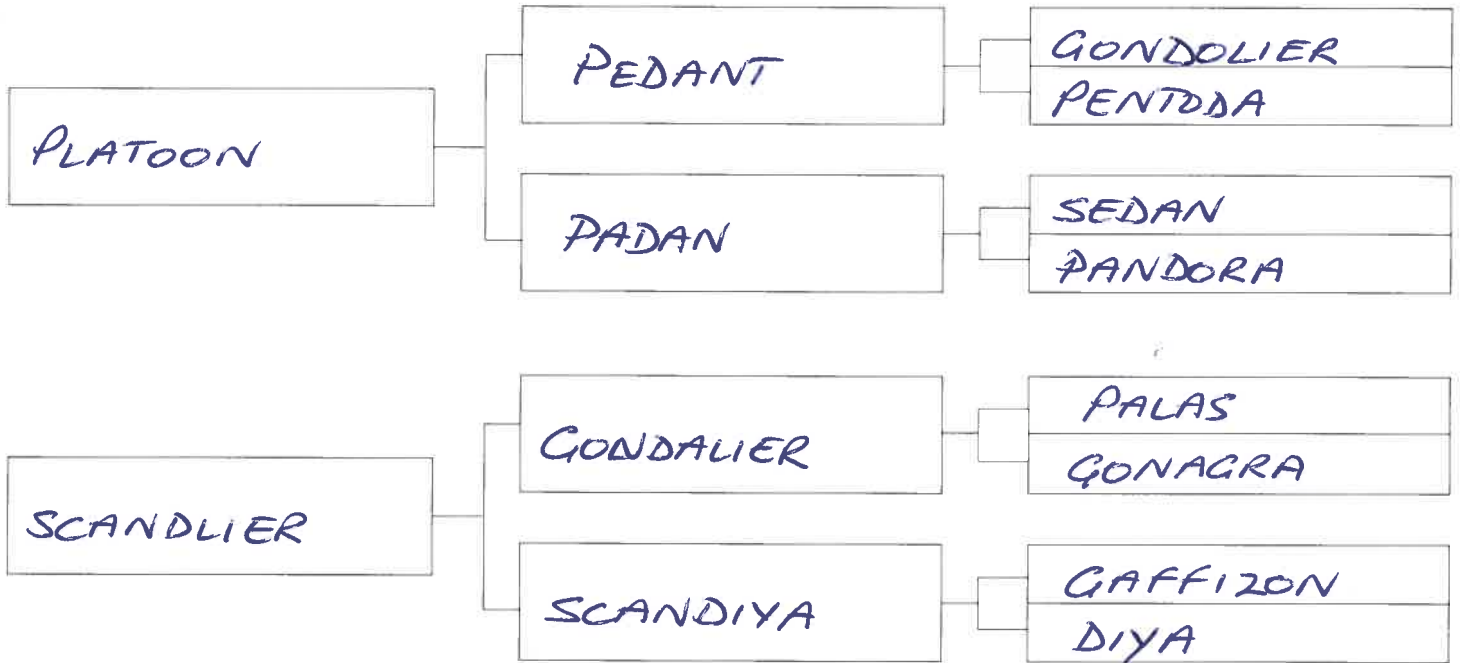 PLATOON
PEDANT
GONDOLIER
PENTODA
PADAN
SEDAN
PANDORA
SCANDLIER
GONDALIER
PALAS
GONAGRA
SCANDIYA
GAFFIZON
DIYA